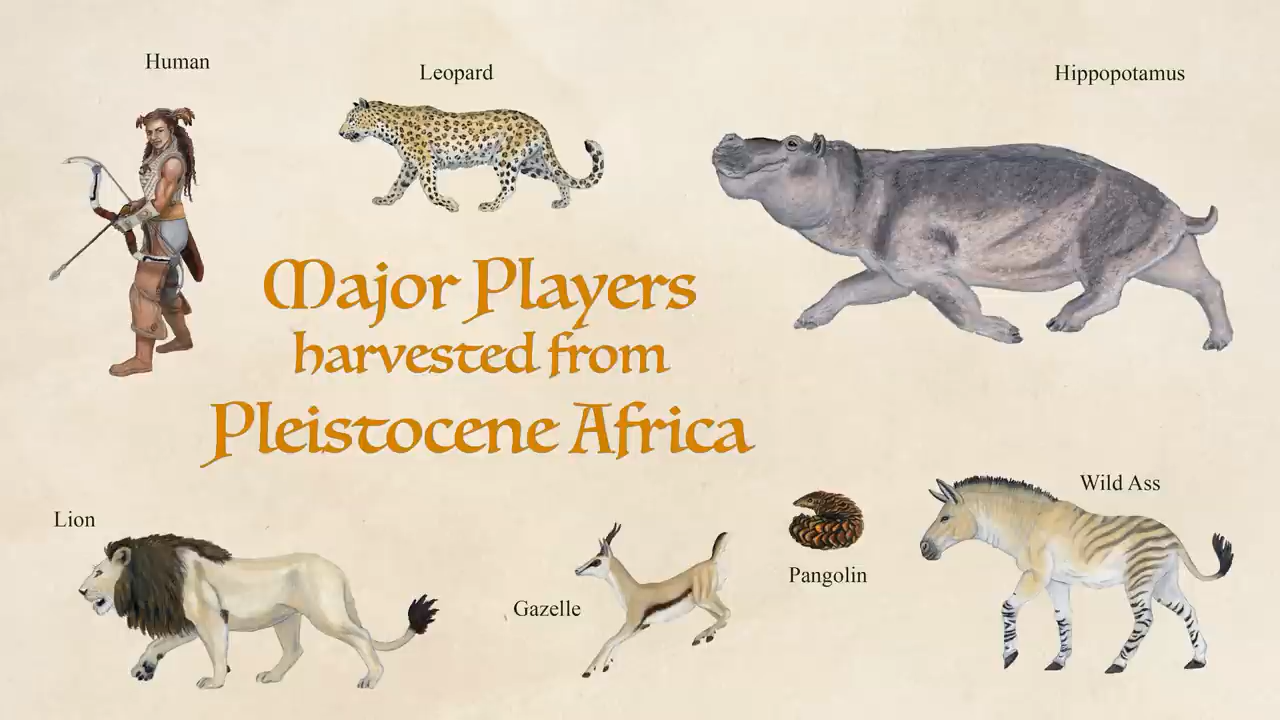 Human
Leopard
Hippopotamus
Major Players
harvested from
Pleistocene Africa
Lion
Gazelle
Pangolin
Wild Ass